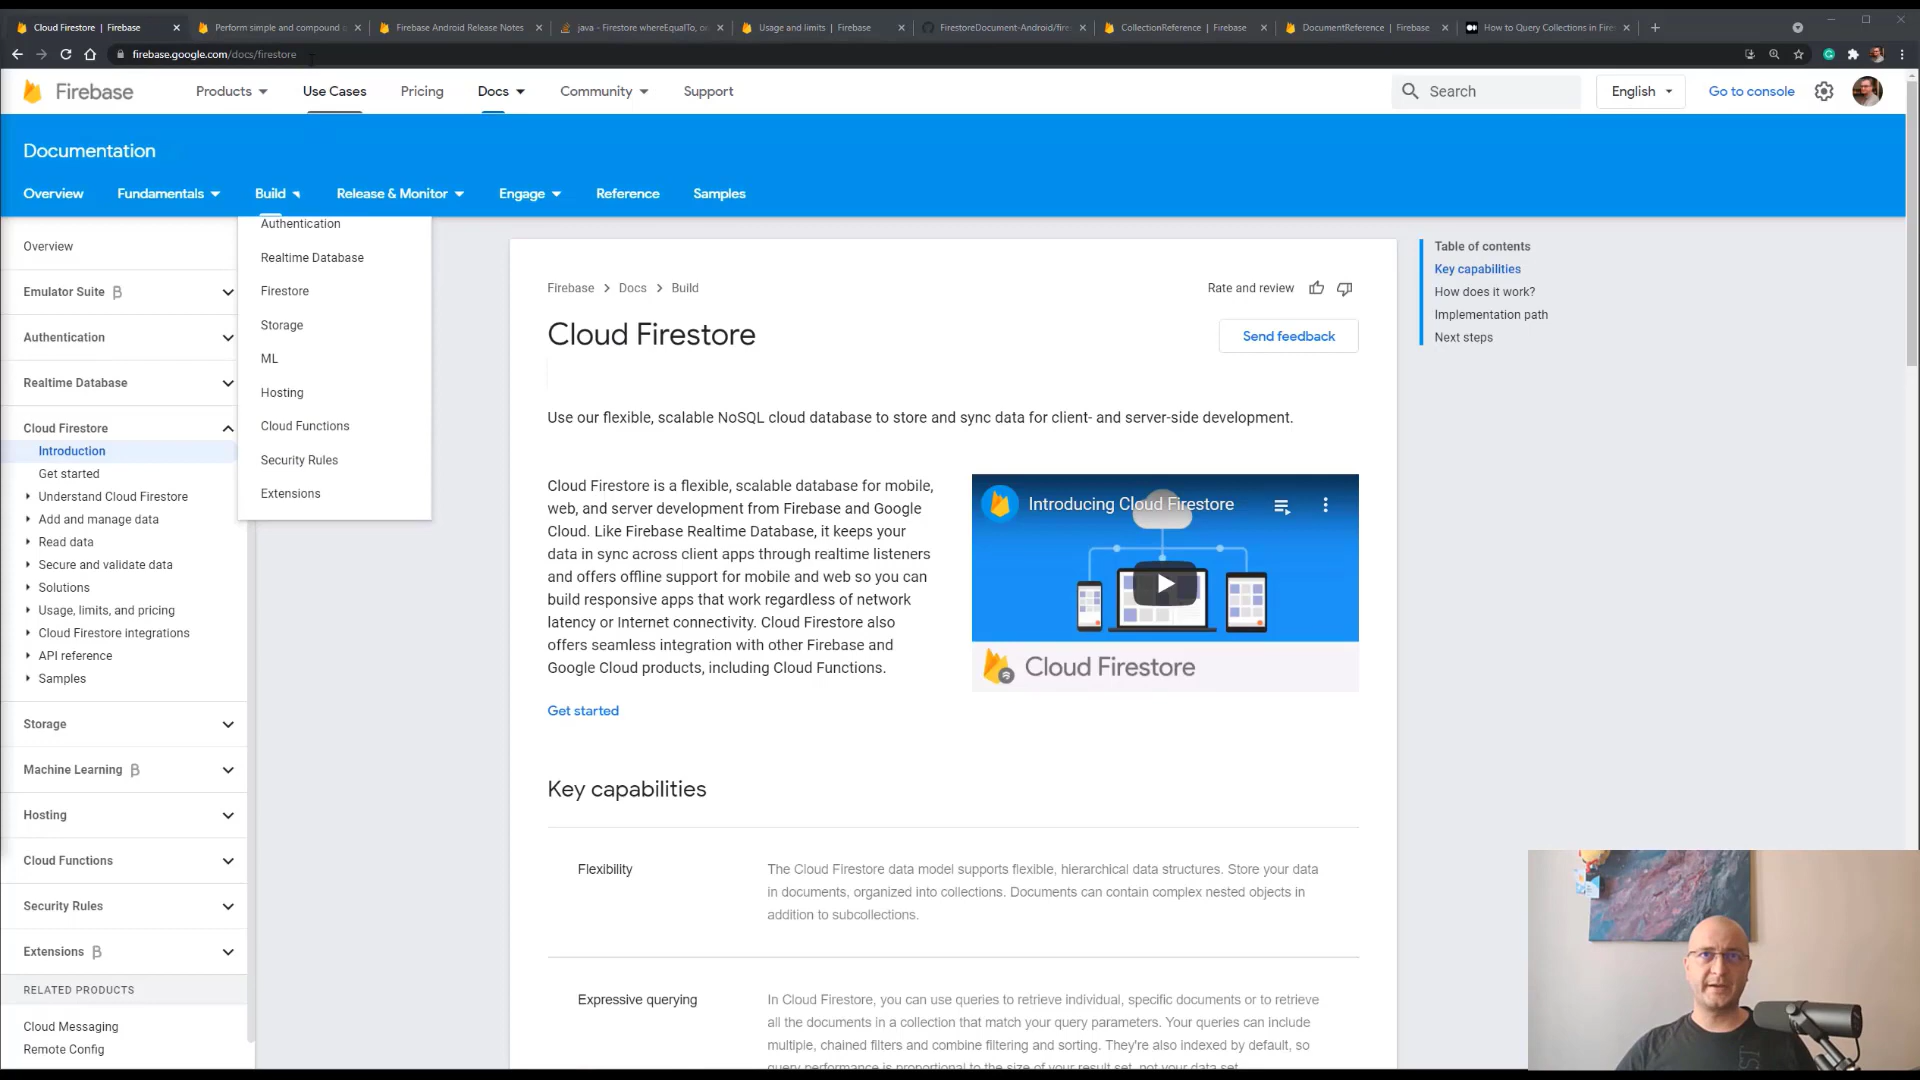 Cloud Firestore | Firebase
Perform simple and compound
Firebase Android Release Notes
java - Firestore whereEqualTo, or
Usage and limits | Firebase
FirestoreDocument-Android/fire
CollectionReference | Firebase
DocumentReference | Firebase
How to Query Collections in Fire
firebase.google.com/docs/firestore
Firebase
Products
Use Cases
Pricing
Docs
Community
Support
Search
English
Go to console
Documentation
Overview
Fundamentals
Build
Release & Monitor
Engage
Reference
Samples
Overview
Emulator Suite β
Authentication
Realtime Database
Cloud Firestore
Introduction
Get started
Understand Cloud Firestore
Add and manage data
Read data
Secure and validate data
Solutions
Usage, limits, and pricing
Cloud Firestore integrations
API reference
Samples
Storage
Machine Learning β
Hosting
Cloud Functions
Security Rules
Extensions β
RELATED PRODUCTS
Cloud Messaging
Remote Config
Authentication
Realtime Database
Firestore
Storage
ML
Hosting
Cloud Functions
Security Rules
Extensions
Firebase > Docs > Build
Rate and review
Cloud Firestore
Send feedback
Use our flexible, scalable NoSQL cloud database to store and sync data for client- and server-side development.
Cloud Firestore is a flexible, scalable database for mobile,
web, and server development from Firebase and Google
Cloud. Like Firebase Realtime Database, it keeps your
data in sync across client apps through realtime listeners
and offers offline support for mobile and web so you can
build responsive apps that work regardless of network
latency or Internet connectivity. Cloud Firestore also
offers seamless integration with other Firebase and
Google Cloud products, including Cloud Functions.
Introducing Cloud Firestore
Cloud Firestore
Get started
Key capabilities
Flexibility
The Cloud Firestore data model supports flexible, hierarchical data structures. Store your data
in documents, organized into collections. Documents can contain complex nested objects in
addition to subcollections.
Expressive querying
In Cloud Firestore, you can use queries to retrieve individual, specific documents or to retrieve
all the documents in a collection that match your query parameters. Your queries can include
multiple, chained filters and combine filtering and sorting. They're also indexed by default, so
query performance is proportional to the size of your result set, not your data set.
Table of contents
Key capabilities
How does it work?
Implementation path
Next steps